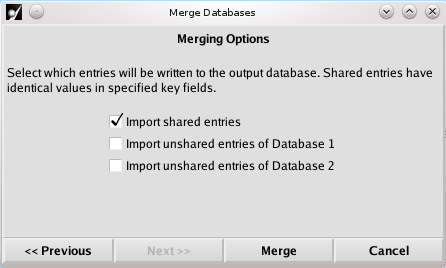 Merge Databases
Merging Options
Select which entries will be written to the output database. Shared entries have
identical values in specified key fields.
Import shared entries
Import unshared entries of Database 1
Import unshared entries of Database 2
<< Previous
Next >>
Merge
Cancel